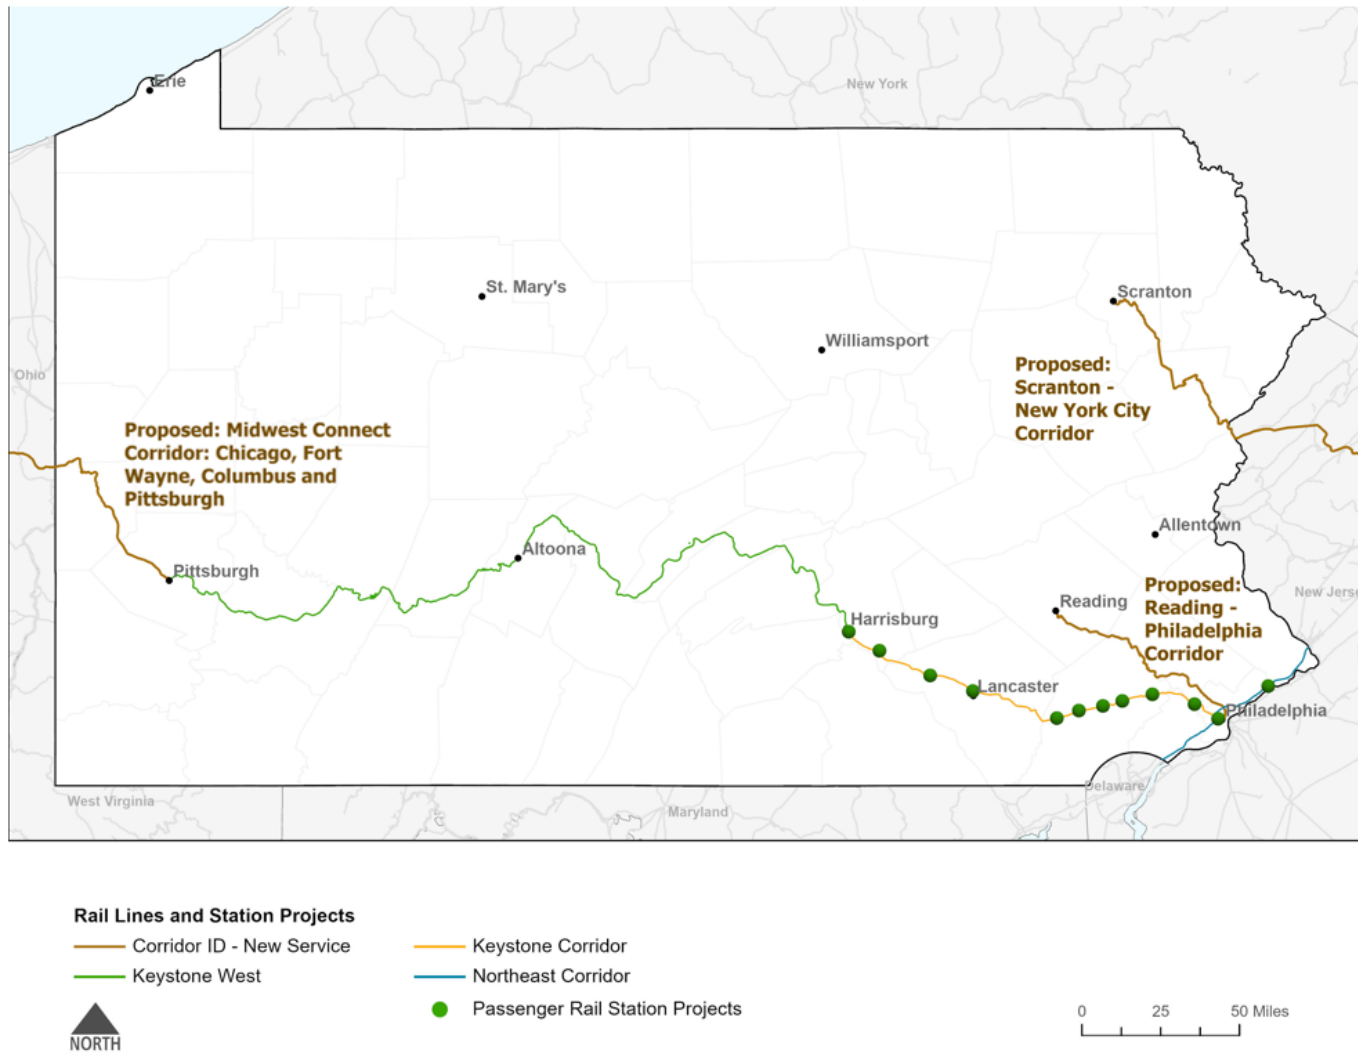 Erie
New York
St. Mary's
Scranton
Williamsport
Ohio
Proposed:
Scranton -
New York City
Corridor
Proposed: Midwest Connect
Corridor: Chicago, Fort
Wayne, Columbus and
Pittsburgh
Allentown
Altoona
Pittsburgh
Proposed:
Reading -
Philadelphia
Corridor
New Jerse
Reading
Harrisburg
Lancaster
Philadelphia
Delaware
West Virginia
Maryland
Rail Lines and Station Projects
Corridor ID - New Service
Keystone Corridor
Keystone West
Northeast Corridor
Passenger Rail Station Projects
NORTH
0 25 50 Miles